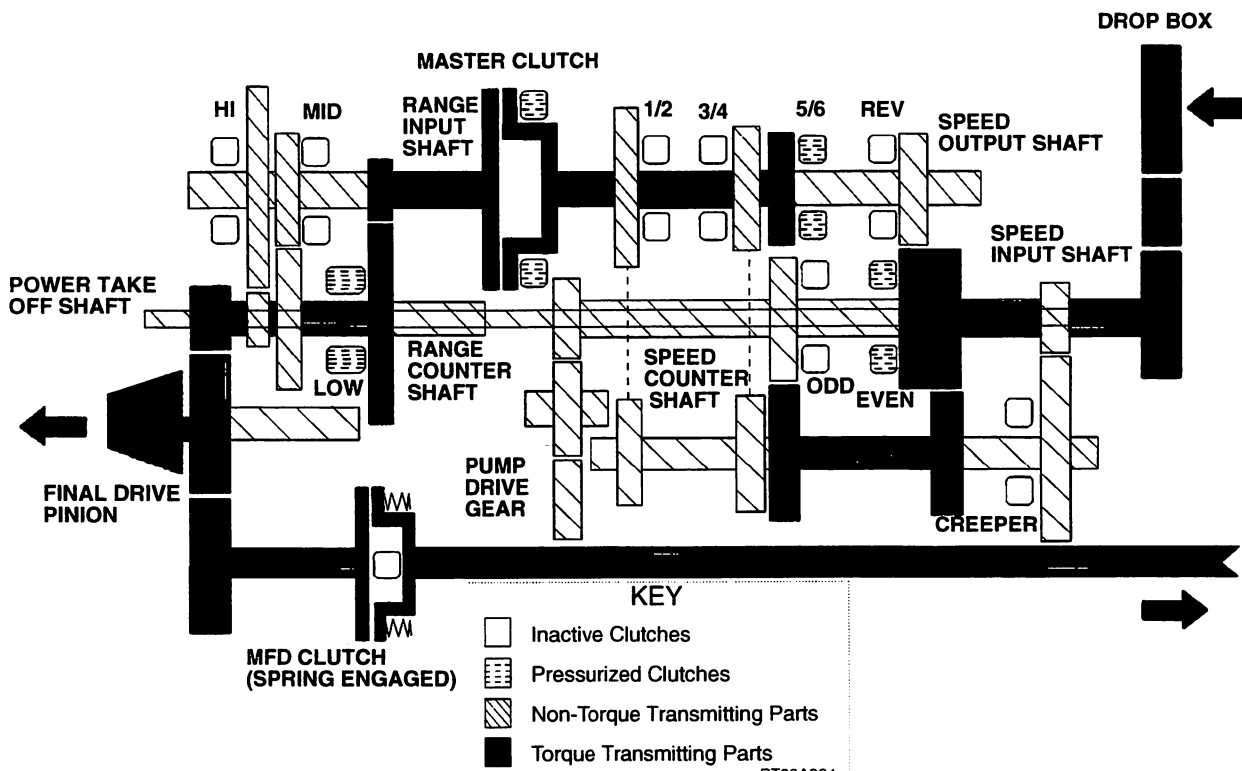 DROP BOX
MASTER CLUTCH
HI
MID
RANGE
INPUT
SHAFT
1/2
3/4
5/6
REV
SPEED
OUTPUT SHAFT
SPEED
INPUT SHAFT
POWER TAKE
OFF SHAFT
LOW
RANGE
COUNTER
SHAFT
SPEED
COUNTER
SHAFT
ODD
EVEN
FINAL DRIVE
PINION
PUMP
DRIVE
GEAR
CREEPER
MFD CLUTCH
(SPRING ENGAGED)
KEY
Inactive Clutches
Pressurized Clutches
Non-Torque Transmitting Parts
Torque Transmitting Parts